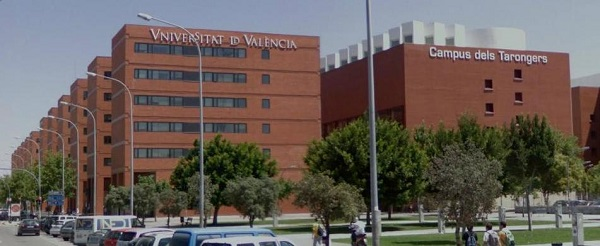 VNIVERSITAT ID VALÈNCIA
Campus dels Tarongers